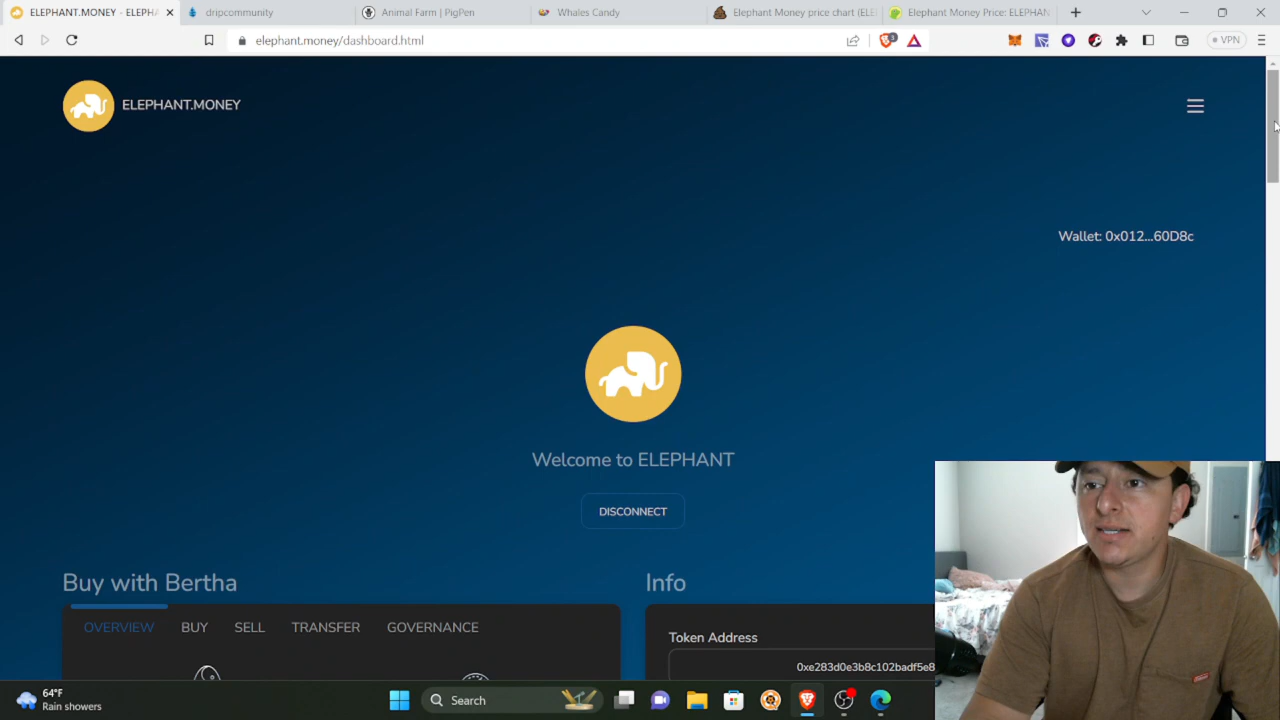 ELEPHANT.MONEY - ELEPHA
dripcommunity
Animal Farm | PigPen
Whales Candy
Elephant Money price chart (ELE
Elephant Money Price: ELEPHAN
elephant.money/dashboard.html
3
VPN
ELEPHANT.MONEY
Wallet: 0x012...60D8c
Welcome to ELEPHANT
DISCONNECT
Buy with Bertha
Info
OVERVIEW
BUY
SELL
TRANSFER
GOVERNANCE
Token Address
0xe283d0e3b8c102badf5e8
64°F
Rain showers
Search